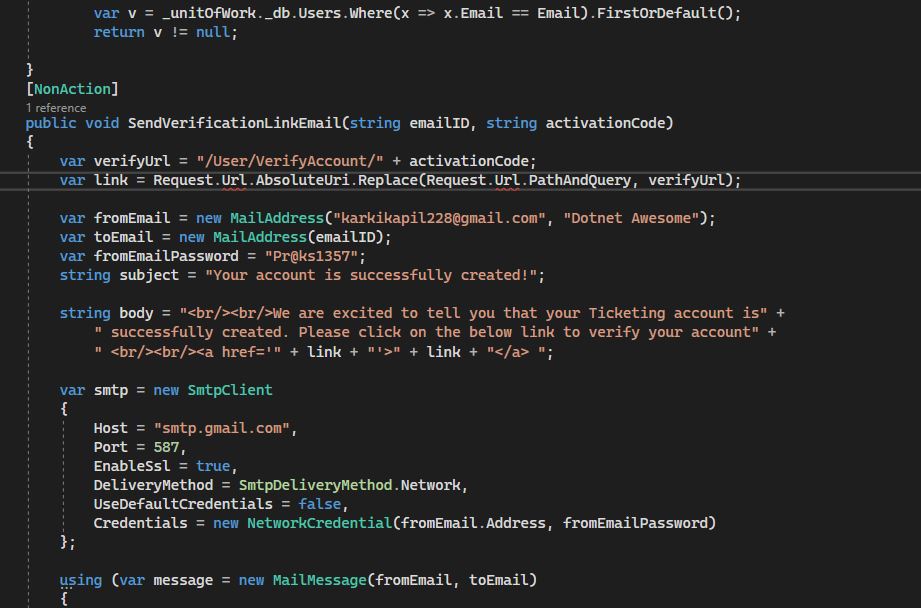 var v = _unitOfWork._db.Users.Where(x => x.Email == Email).FirstOrDefault();
return v != null;
}
[NonAction]
1 reference
public void SendVerificationLinkEmail(string emailID, string activationCode)
{
var verifyUrl = "/User/VerifyAccount/" + activationCode;
var link = Request.Url.AbsoluteUri.Replace(Request.Url.PathAndQuery, verifyUrl);
var fromEmail = new MailAddress("karkikapil228@gmail.com", "Dotnet Awesome");
var toEmail = new MailAddress(emailID);
var fromEmailPassword = "Pr@ks1357";
string subject = "Your account is successfully created!";
string body = "<br/><br/>We are excited to tell you that your Ticketing account is" +
" successfully created. Please click on the below link to verify your account" +
" <br/><br/><a href='" + link + "'>" + link + "</a> ";
var smtp = new SmtpClient
{
Host = "smtp.gmail.com",
Port = 587,
EnableSsl = true,
DeliveryMethod = SmtpDeliveryMethod.Network,
UseDefaultCredentials = false,
Credentials = new NetworkCredential(fromEmail.Address, fromEmailPassword)
};
using (var message = new MailMessage(fromEmail, toEmail)
{